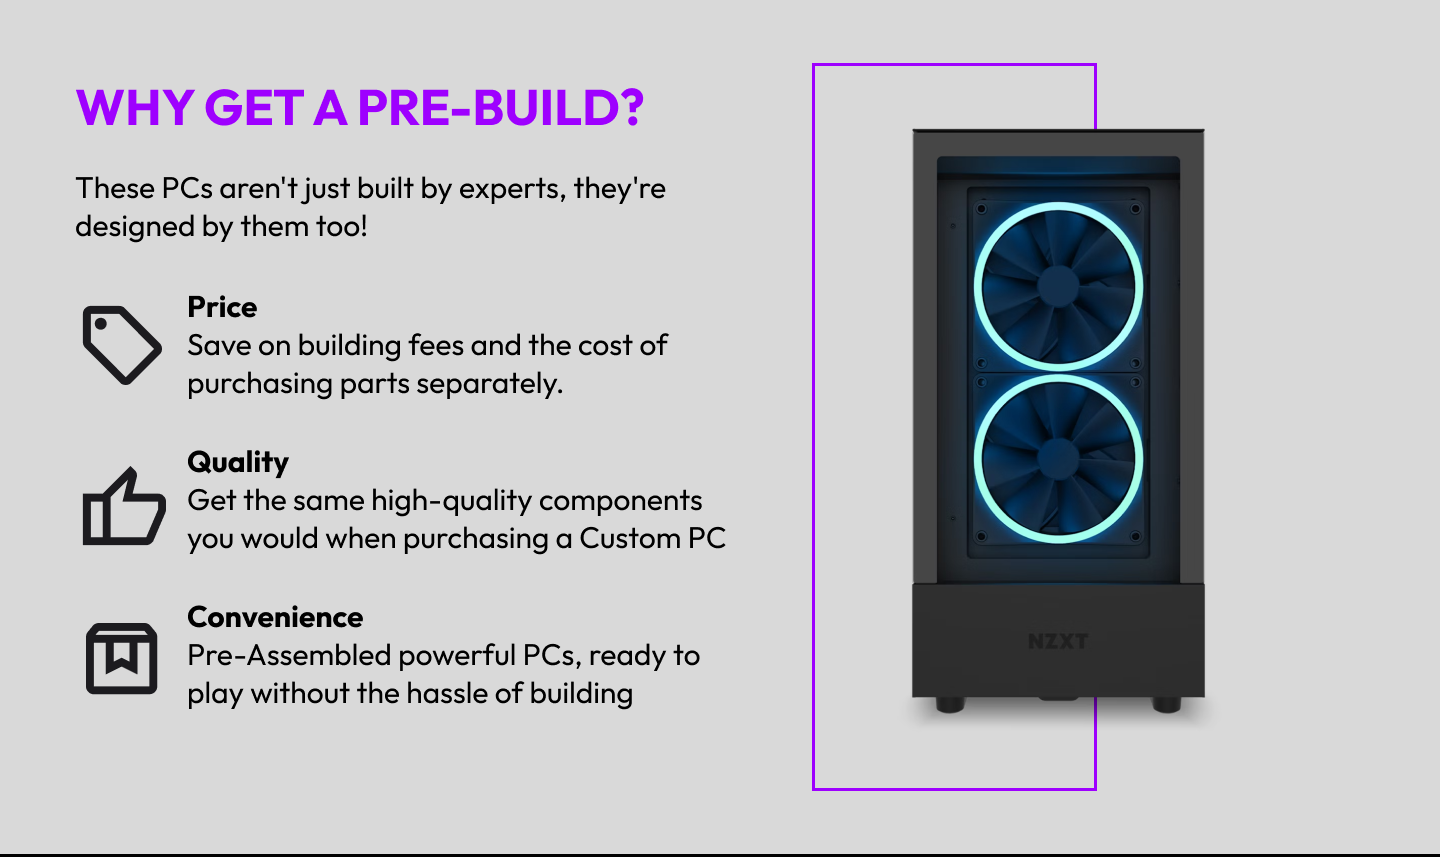 WHY GET A PRE-BUILD?
These PCs aren't just built by experts, they're
designed by them too!
Price
Save on building fees and the cost of
purchasing parts separately.
Quality
Get the same high-quality components
you would when purchasing a Custom PC
Convenience
Pre-Assembled powerful PCs, ready to
play without the hassle of building
NZXT